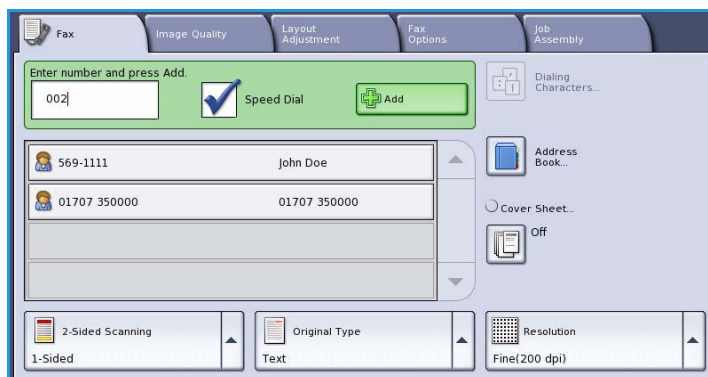 Fax
Image Quality
Layout
Adjustment
Fax
Options
Job
Assembly
Enter number and press Add.
002
Speed Dial
Add
Dialing
Characters...
569-1111 John Doe
01707 350000 01707 350000
Address
Book...
Cover Sheet...
Off
2-Sided Scanning
1-Sided
Original Type
Text
Resolution
Fine(200 dpi)